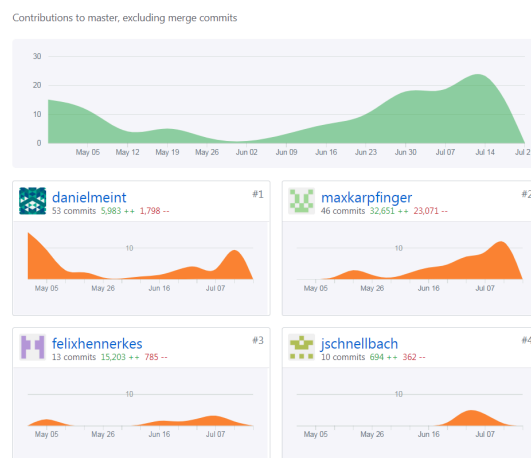 Contributions to master, excluding merge commits
30
20
10
0
May 05 May 12 May 19 May 26 Jun 02 Jun 09 Jun 16 Jun 23 Jun 30 Jul 07 Jul 14 Jul 2
danielmeint #1
53 commits 5,983 ++ 1,798 --
10
May 05 May 26 Jun 16 Jul 07
maxkarpfinger #2
46 commits 32,651 ++ 23,071 --
10
May 05 May 26 Jun 16 Jul 07
felixhennerkes #3
13 commits 15,203 ++ 785 --
10
May 05 May 26 Jun 16 Jul 07
jschnellbach #4
10 commits 694 ++ 362 --
10
May 05 May 26 Jun 16 Jul 07